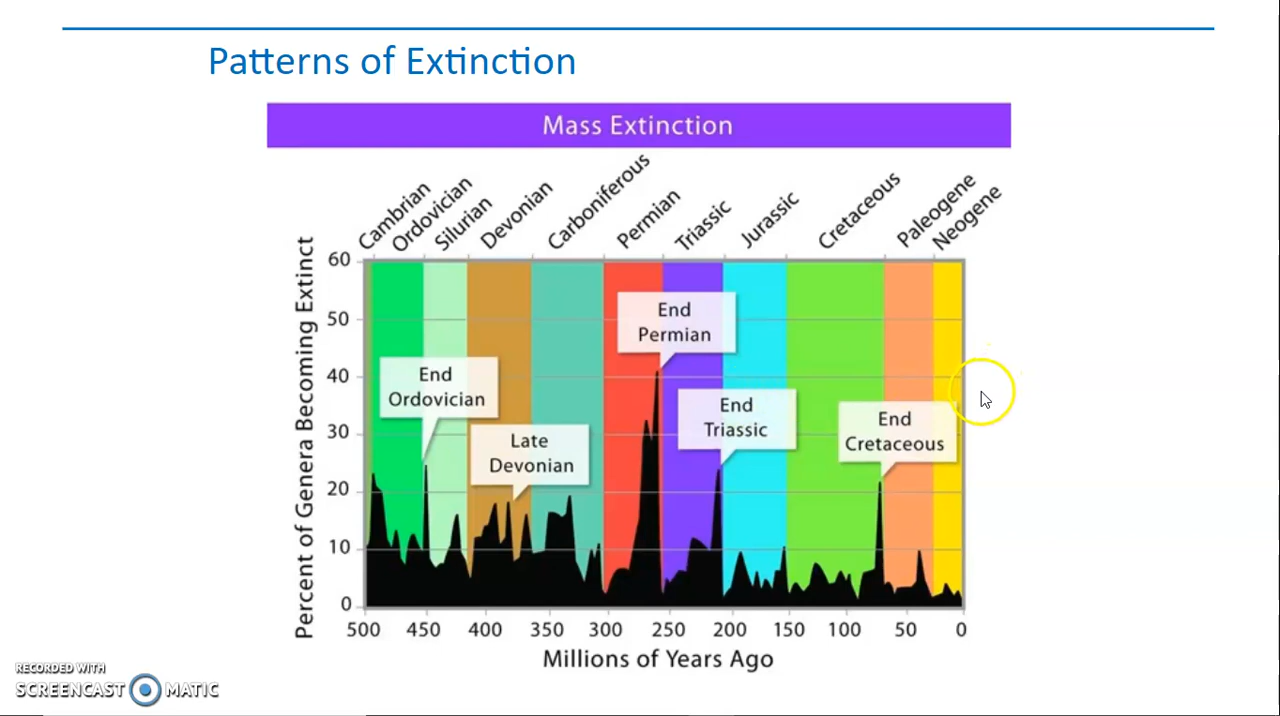 Patterns of Extinction
Mass Extinction
Cambrian
Ordovician
Silurian
Devonian
Carboniferous
Permian
Triassic
Jurassic
Cretaceous
Paleogene
Neogene
Percent of Genera Becoming Extinct
60
50
40
30
20
10
0
End
Ordovician
Late
Devonian
End
Permian
End
Triassic
End
Cretaceous
500 450 400 350 300 250 200 150 100 50 0
Millions of Years Ago
RECORDED WITH
SCREENCAST MATIC